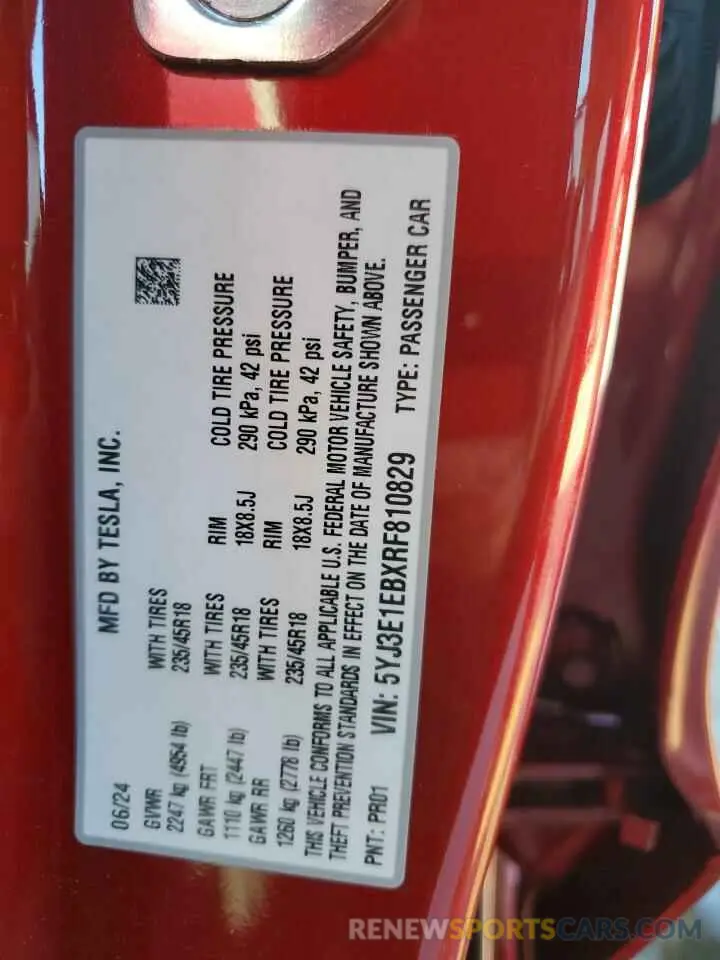 MFD BY TESLA, INC.
06/24
GVWR WITH TIRES
2247 kg (4954 lb) 235/45R18
GAWR FRT WITH TIRES RIM COLD TIRE PRESSURE
1110 kg (2447 lb) 235/45R18 18X8.5J 290 kPa, 42 psi
GAWR RR WITH TIRES RIM COLD TIRE PRESSURE
1260 kg (2778 lb) 235/45R18 18X8.5J 290 kPa, 42 psi
THIS VEHICLE CONFORMS TO ALL APPLICABLE U.S. FEDERAL MOTOR VEHICLE SAFETY, BUMPER, AND
THEFT PREVENTION STANDARDS IN EFFECT ON THE DATE OF MANUFACTURE SHOWN ABOVE.
PNT: PR01 VIN: 5YJ3E1EBXRF810829 TYPE: PASSENGER CAR
RENEWSPORTSCARS.COM